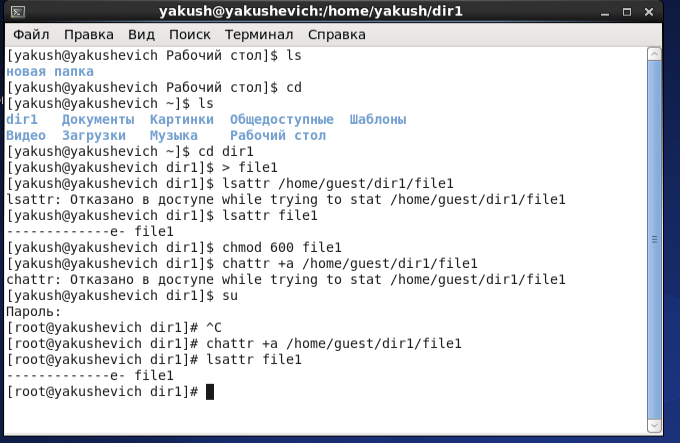 yakush@yakushevich:/home/yakush/dir1
Файл Правка Вид Поиск Терминал Справка
[yakush@yakushevich Рабочий стол]$ ls
новая папка
[yakush@yakushevich Рабочий стол]$ cd
[yakush@yakushevich ~]$ ls
dir1 Документы Картинки Общедоступные Шаблоны
Видео Загрузки Музыка Рабочий стол
[yakush@yakushevich ~]$ cd dir1
[yakush@yakushevich dir1]$ > file1
[yakush@yakushevich dir1]$ lsattr /home/guest/dir1/file1
lsattr: Отказано в доступе while trying to stat /home/guest/dir1/file1
[yakush@yakushevich dir1]$ lsattr file1
-------------e- file1
[yakush@yakushevich dir1]$ chmod 600 file1
[yakush@yakushevich dir1]$ chattr +a /home/guest/dir1/file1
chattr: Отказано в доступе while trying to stat /home/guest/dir1/file1
[yakush@yakushevich dir1]$ su
Пароль:
[root@yakushevich dir1]# ^C
[root@yakushevich dir1]# chattr +a /home/guest/dir1/file1
[root@yakushevich dir1]# lsattr file1
-------------e- file1
[root@yakushevich dir1]#